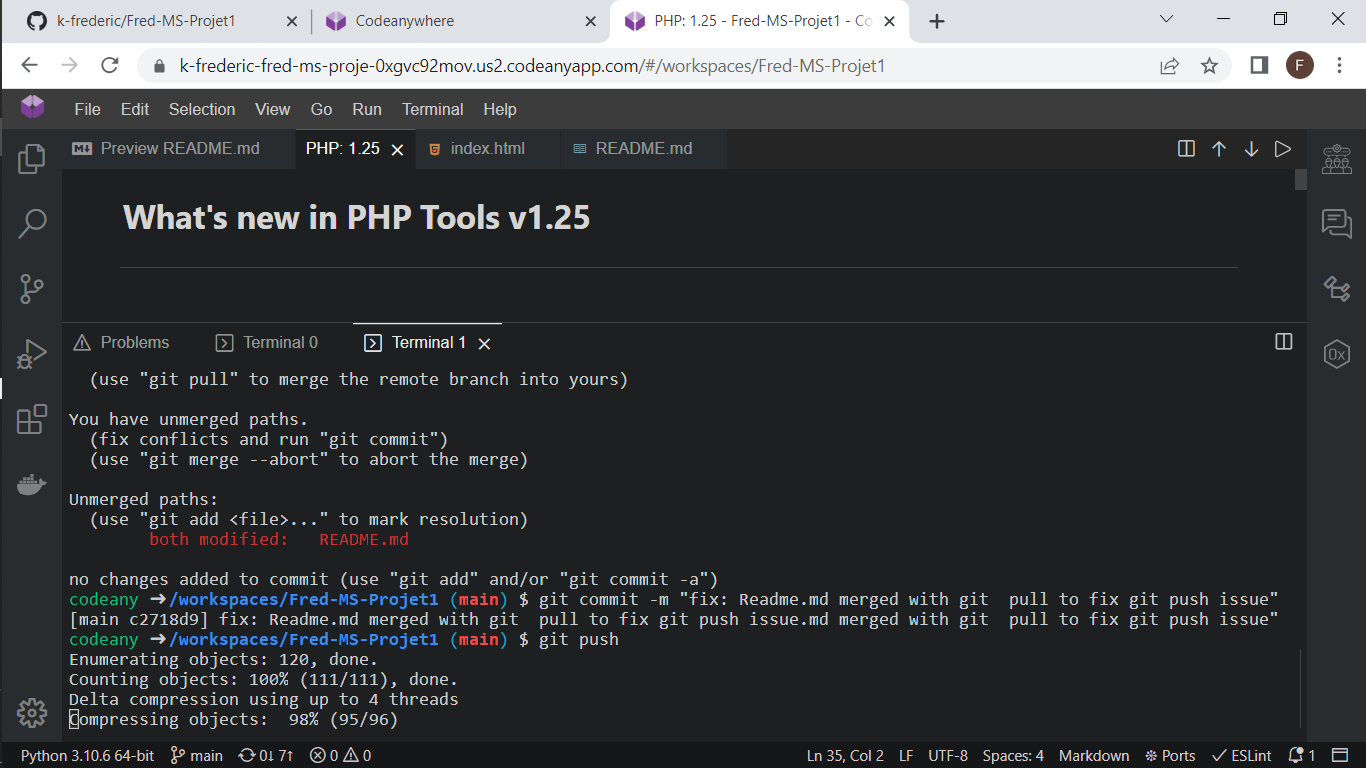 k-frederic/Fred-MS-Projet1
Codeanywhere
PHP: 1.25 - Fred-MS-Projet1 - Co
k-frederic-fred-ms-proje-0xgvc92mov.us2.codeanyapp.com/#/workspaces/Fred-MS-Projet1
F
File Edit Selection View Go Run Terminal Help
Preview README.md
PHP: 1.25
index.html
README.md
What's new in PHP Tools v1.25
Problems
Terminal 0
Terminal 1
0x
(use "git pull" to merge the remote branch into yours)
You have unmerged paths.
(fix conflicts and run "git commit")
(use "git merge --abort" to abort the merge)
Unmerged paths:
(use "git add <file>..." to mark resolution)
both modified:   README.md
no changes added to commit (use "git add" and/or "git commit -a")
codeany ➜/workspaces/Fred-MS-Projet1 (main) $ git commit -m "fix: Readme.md merged with git  pull to fix git push issue"
[main c2718d9] fix: Readme.md merged with git  pull to fix git push issue.md merged with git  pull to fix git push issue"
codeany ➜/workspaces/Fred-MS-Projet1 (main) $ git push
Enumerating objects: 120, done.
Counting objects: 100% (111/111), done.
Delta compression using up to 4 threads
Compressing objects:  98% (95/96)
Python 3.10.6 64-bit main 0↓ 7↑ 0 0 Ln 35, Col 2 LF UTF-8 Spaces: 4 Markdown Ports ESLint 1